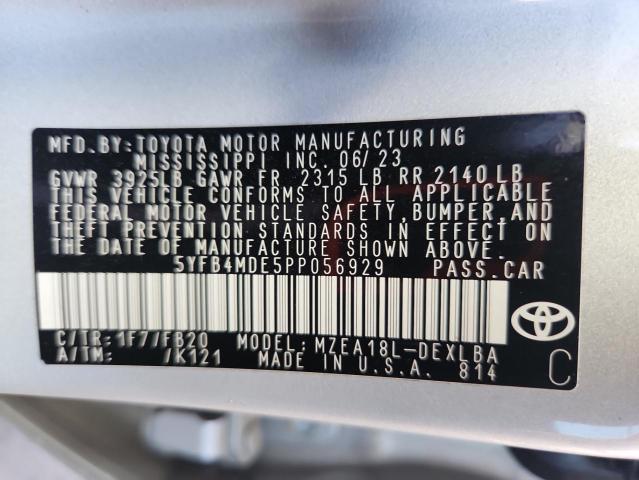 MFD.BY:TOYOTA MOTOR MANUFACTURING
MISSISSIPPI INC. 06/23
GVWR 3925LB GAWR FR 2315 LB RR 2140 LB
THIS VEHICLE CONFORMS TO ALL APPLICABLE
FEDERAL MOTOR VEHICLE SAFETY, BUMPER, AND
THEFT PREVENTION STANDARDS IN EFFECT ON
THE DATE OF MANUFACTURE SHOWN ABOVE.
5YFB4MDE5PP056929 PASS.CAR
C/TR:1F7/FB20 MODEL:MZEA18L-DEXLBA
A/TM: /K121 MADE IN U.S.A. 814
C